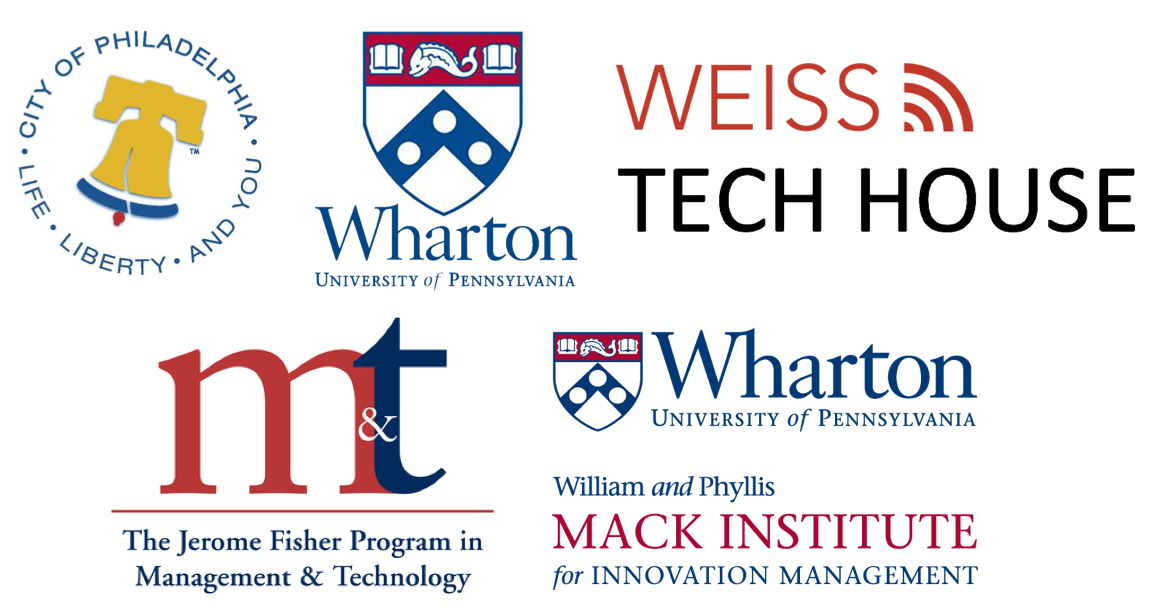 • CITY OF PHILADELPHIA •
LIFE • LIBERTY • AND YOU
TM
Wharton
UNIVERSITY of PENNSYLVANIA
WEISS
TECH HOUSE
m&t
The Jerome Fisher Program in
Management & Technology
Wharton
UNIVERSITY of PENNSYLVANIA
William and Phyllis
MACK INSTITUTE
for INNOVATION MANAGEMENT